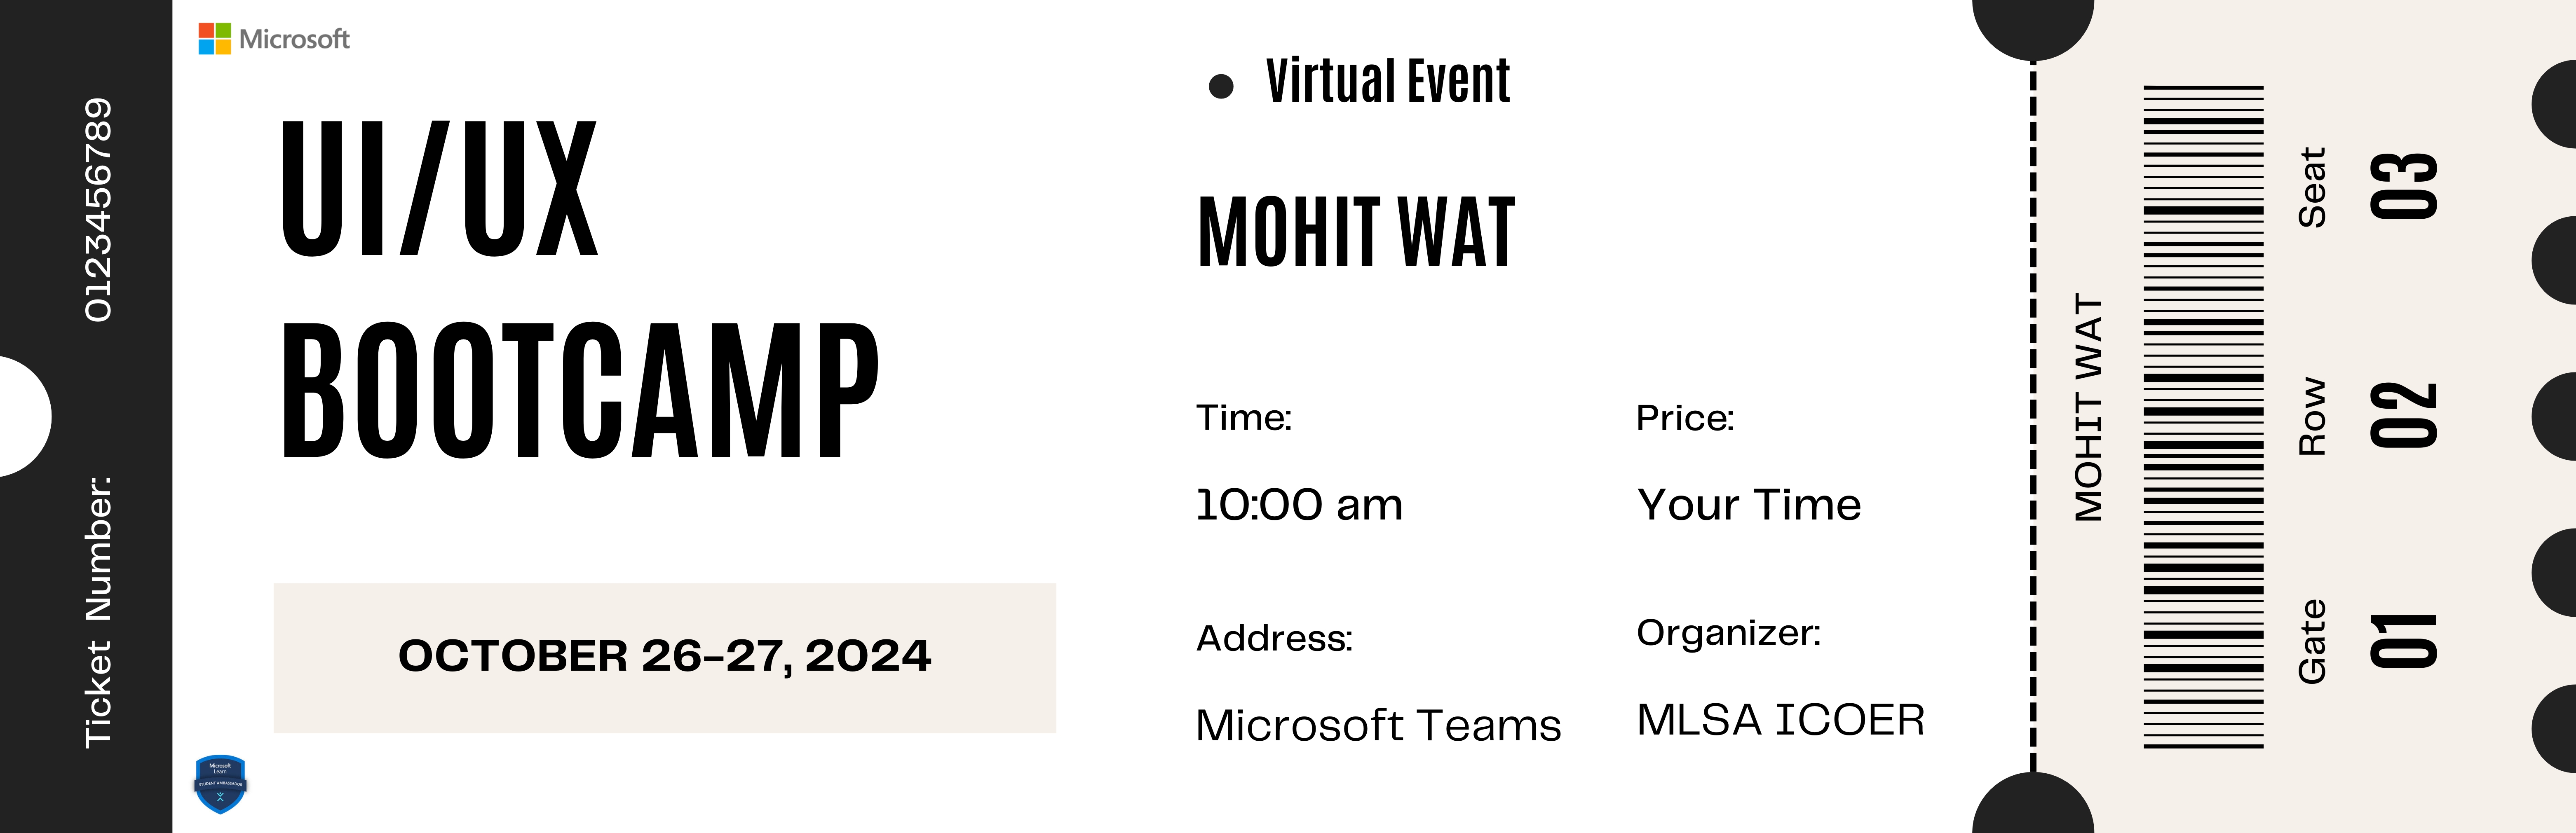 Ticket Number: 0123456789
Microsoft
UI/UX
BOOTCAMP
OCTOBER 26-27, 2024
Microsoft
Learn
STUDENT AMBASSADOR
Virtual Event
MOHIT WAT
Time:
10:00 am
Price:
Your Time
Address:
Microsoft Teams
Organizer:
MLSA ICOER
MOHIT WAT
Gate
01
Row
02
Seat
03